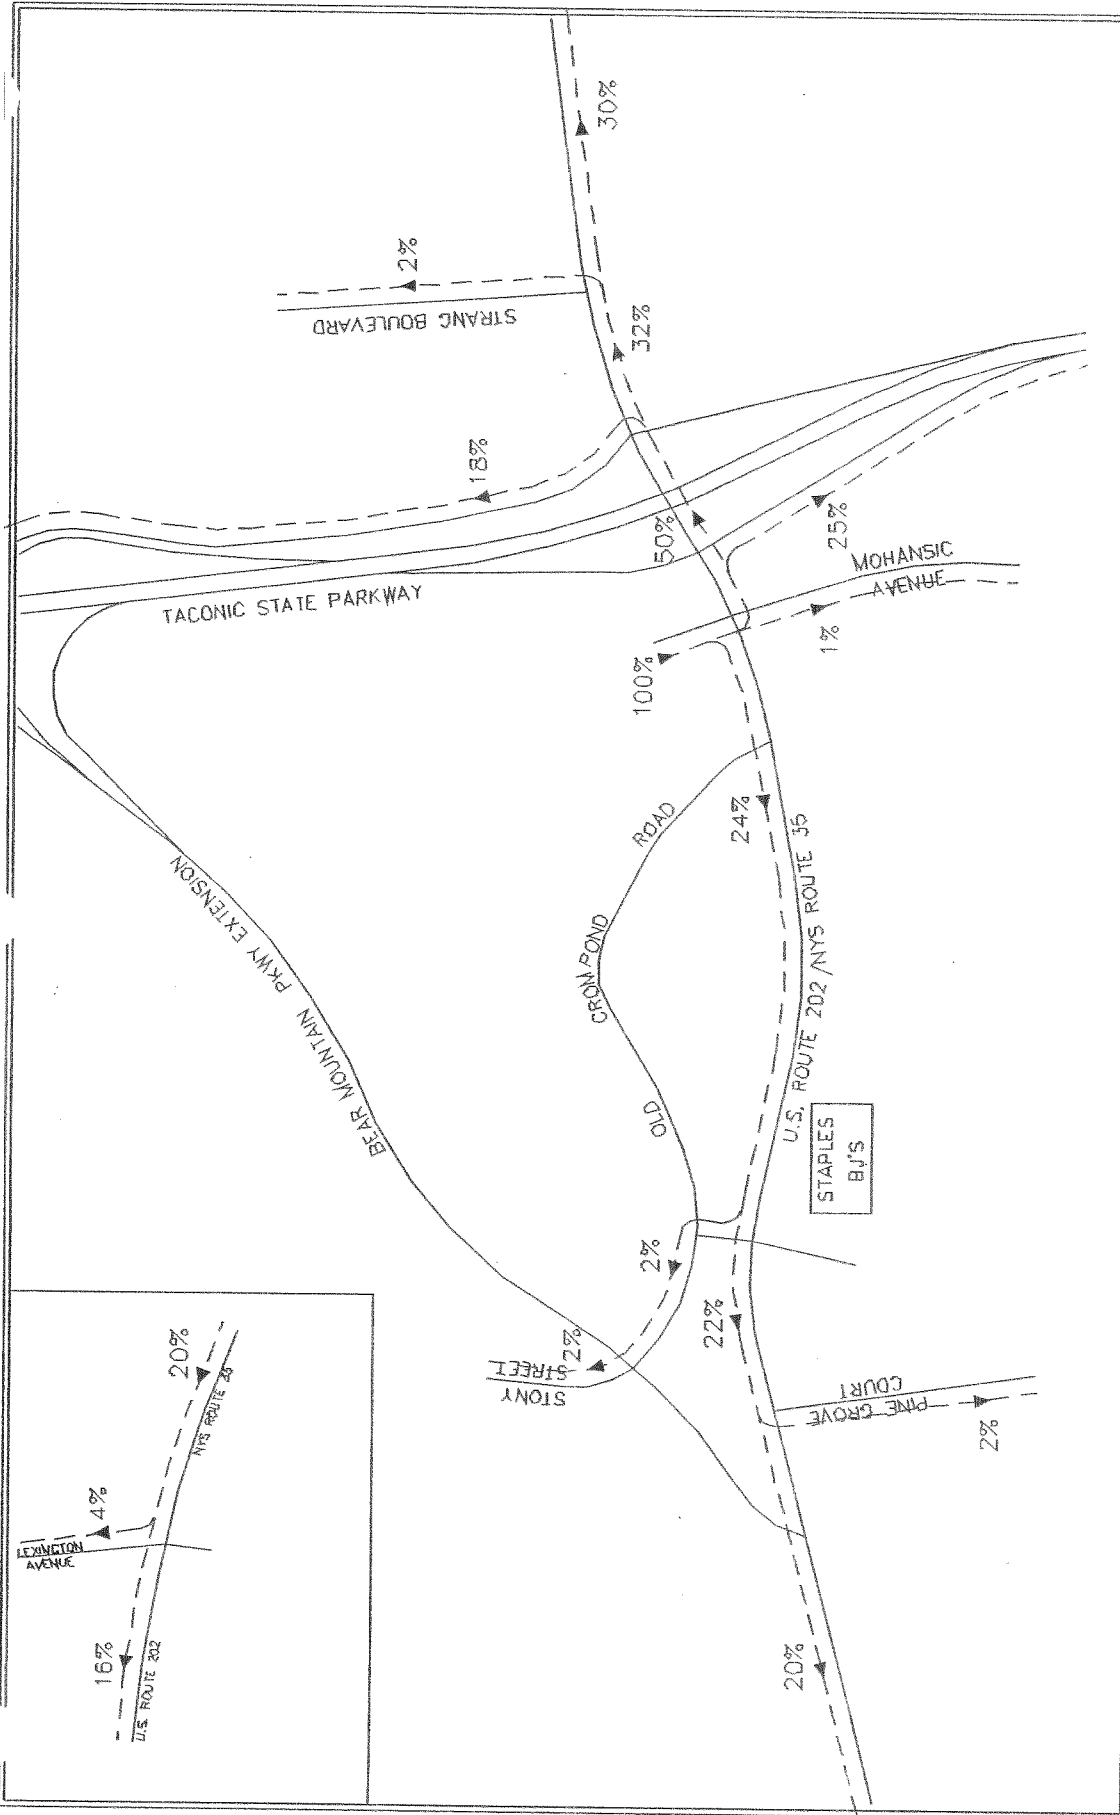 LEXINGTON
AVENUE
4%
16%
20%
U.S. ROUTE 202
NYS ROUTE 35
TACONIC STATE PARKWAY
18%
STRANG BOULEVARD
2%
30%
32%
50%
25%
MOHANSIC
AVENUE
1%
100%
24%
BEAR MOUNTAIN PKWY EXTENSION
OLD CROMPOND ROAD
U.S. ROUTE 202 /NYS ROUTE 35
STAPLES
BJ'S
2%
2%
STONY
STREET
22%
PINE GROVE
COURT
2%
20%